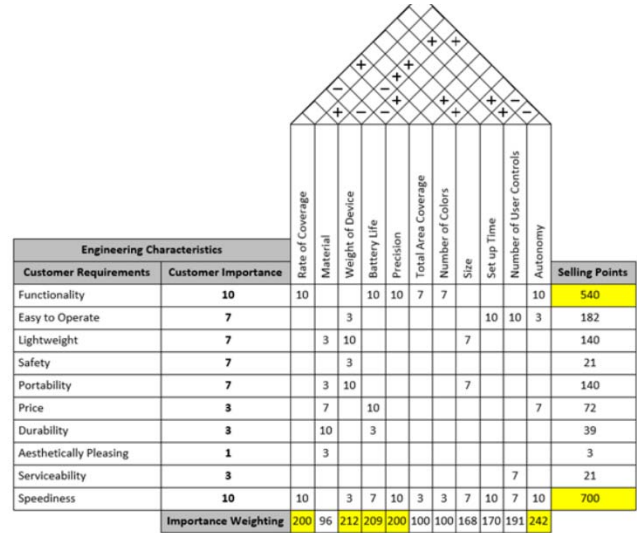 + +
+ +
+
− −
+ + + −
+ − − + + −
Rate of Coverage
Material
Weight of Device
Battery Life
Precision
Total Area Coverage
Number of Colors
Size
Set up Time
Number of User Controls
Autonomy
Engineering Characteristics
Customer Requirements Customer Importance Selling Points
Functionality 10 10 10 10 7 7 10 540
Easy to Operate 7 3 10 10 3 182
Lightweight 7 3 10 7 140
Safety 7 3 21
Portability 7 3 10 7 140
Price 3 7 10 7 72
Durability 3 10 3 39
Aesthetically Pleasing 1 3 3
Serviceability 3 7 21
Speediness 10 10 3 7 10 3 3 7 10 7 10 700
Importance Weighting 200 96 212 209 200 100 100 168 170 191 242